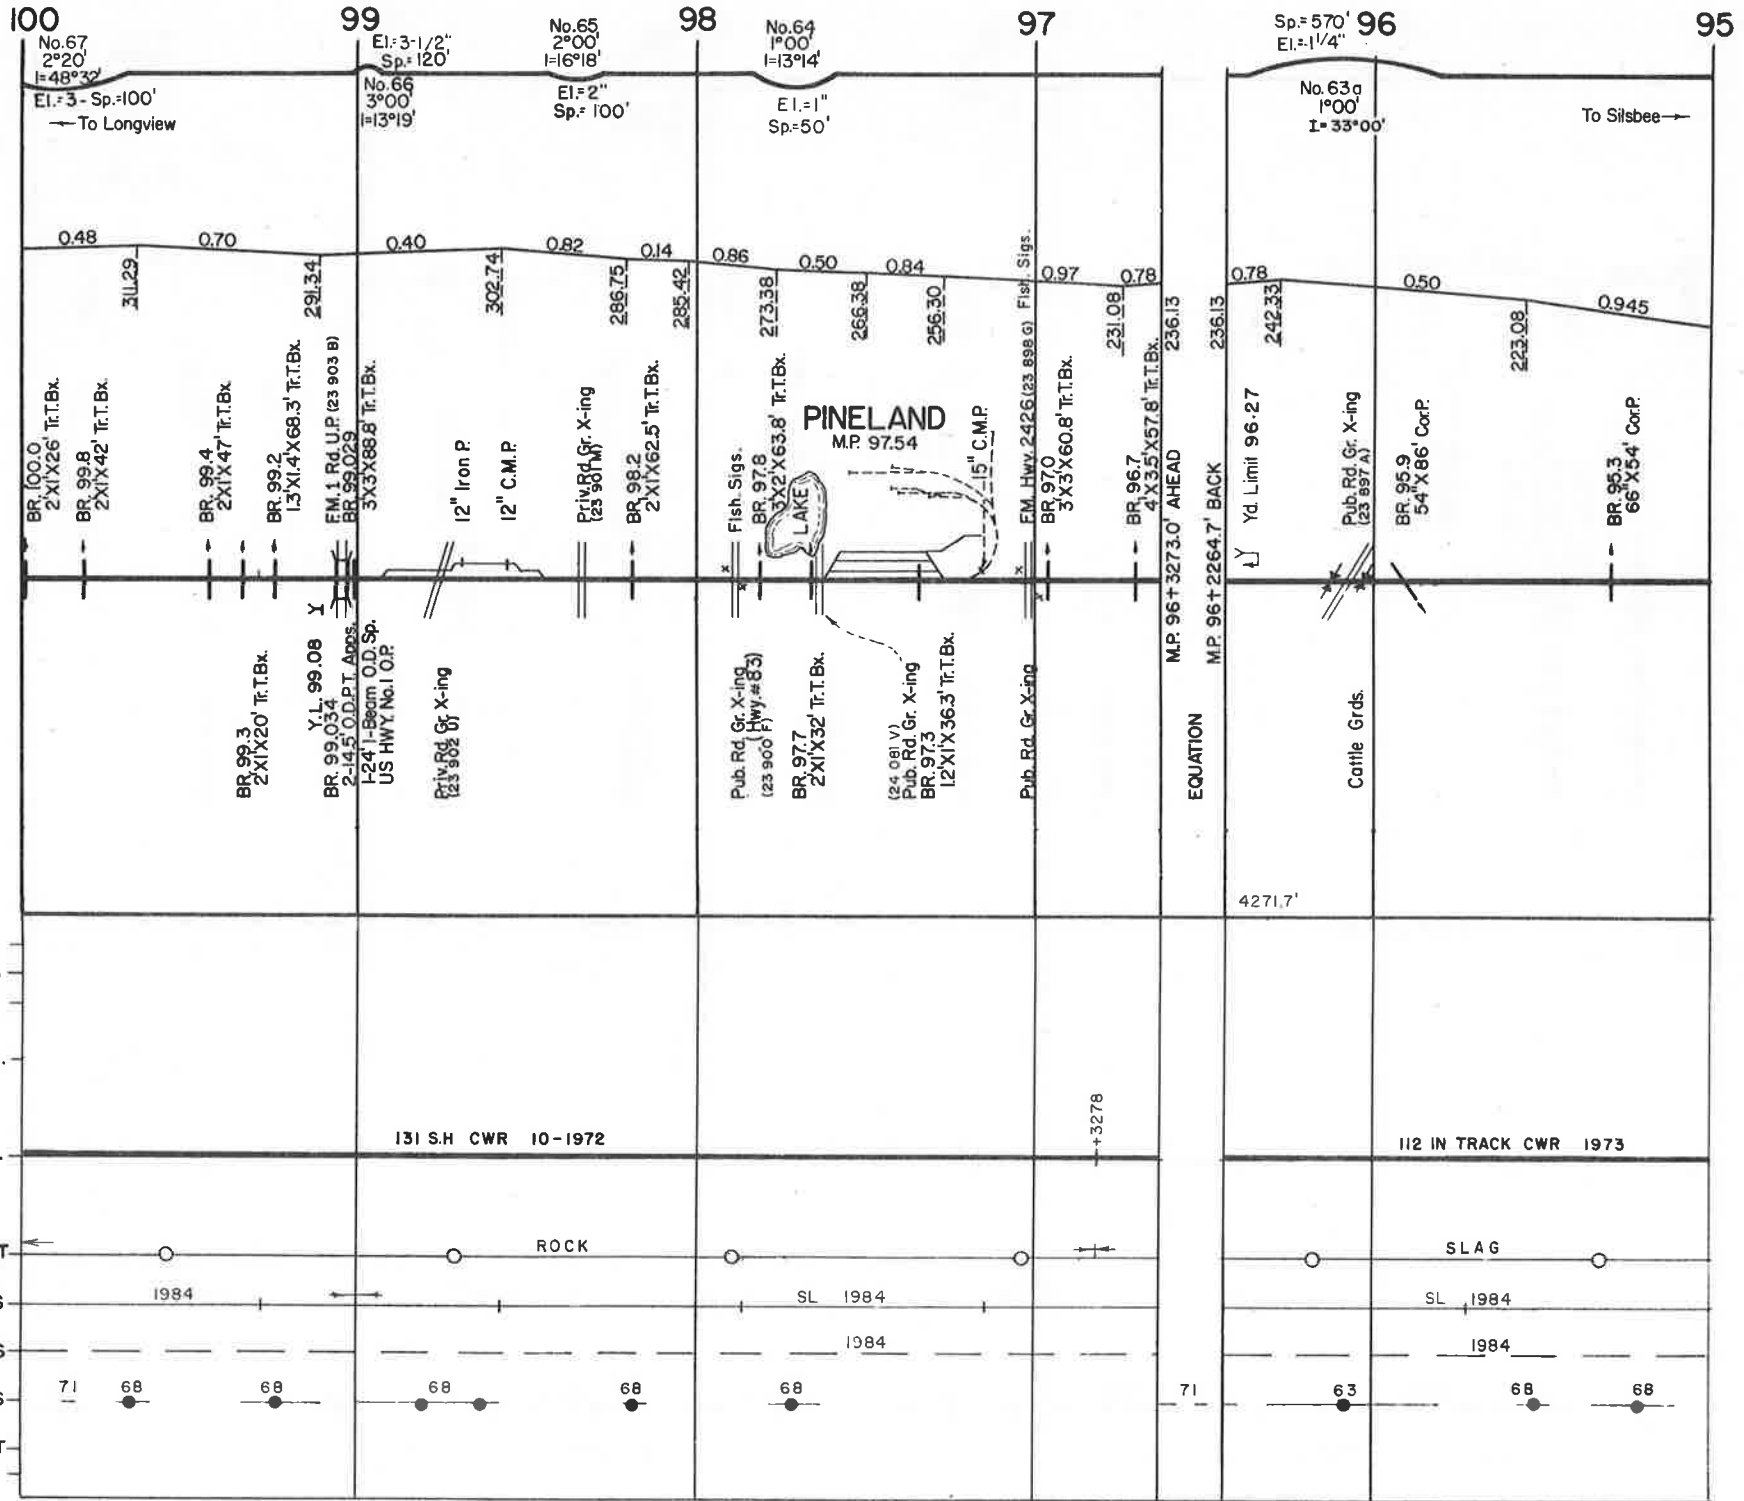 100
99
98
97
96
95
No.67
2°20'
I=48°32'
El.=3- Sp.=100'
←To Longview
El.=3-1/2"
Sp.=120'
No.66
3°00'
I=13°19'
No.65
2°00'
I=16°18'
El.=2"
Sp.=100'
No.64
1°00'
I=13°14'
El.=1"
Sp.=50'
Sp.=570'
El.=1 1/4"
No.63a
1°00'
I=33°00'
To Silsbee→
0.48
0.70
0.40
0.82
0.14
0.86
0.50
0.84
0.97
0.78
0.78
0.50
0.945
311.29
291.34
302.74
286.75
285.42
273.38
266.38
256.30
231.08
236.13
236.13
242.33
223.08
BR. 100.0
2'X1'X26' Tr.T.Bx.
BR. 99.8
2'X1'X42' Tr.T.Bx.
BR. 99.4
2'X1'X47' Tr.T.Bx.
BR. 99.2
1.3'X1.4'X68.3' Tr.T.Bx.
F.M. 1 Rd. U.P. (23 903 B)
BR. 99.029
3'X3'X88.8' Tr.T.Bx.
12" Iron P.
12" C.M.P.
Priv. Rd. Gr. X-ing
(23 901 M)
BR. 98.2
2'X1'X62.5' Tr.T.Bx.
Flsh. Sigs.
BR. 97.8
3'X2'X63.8' Tr.T.Bx.
PINELAND
M.P. 97.54
LAKE
15" C.M.P.
F.M. Hwy. 2426 (23 898 G) Flsh. Sigs.
BR. 97.0
3'X3'X60.8' Tr.T.Bx.
BR. 96.7
4'X3.5'X57.8' Tr.T.Bx.
M.P. 96+3273.0' AHEAD
M.P. 96+2264.7' BACK
EQUATION
Y
Yd. Limit 96.27
Pub. Rd. Gr. X-ing
(23 897 A)
BR. 95.9
54"X86' Cor.P.
BR. 95.3
66"X54' Cor.P.
BR. 99.3
2'X1'X20' Tr.T.Bx.
Y
Y.L. 99.08
BR. 99.034
2-14.5' O.D.P.T. Apps.
1-24' I-Beam O.D. Sp.
US HWY. No.1 O.P.
Priv. Rd. Gr. X-ing
(23 902 U)
Pub. Rd. Gr. X-ing
(Hwy.#83)
(23 900 F)
BR. 97.7
2'X1'X32' Tr.T.Bx.
(24 081 V)
Pub. Rd. Gr. X-ing
BR. 97.3
1.2'X1'X36.3' Tr.T.Bx.
Pub. Rd. Gr. X-ing
Cattle Grds.
4271.7'
131 S.H CWR 10-1972
+3278
112 IN TRACK CWR 1973
T
ROCK
SLAG
S
1984
SL 1984
SL 1984
S
1984
1984
S
71
68
68
68
68
68
71
63
68
68
T